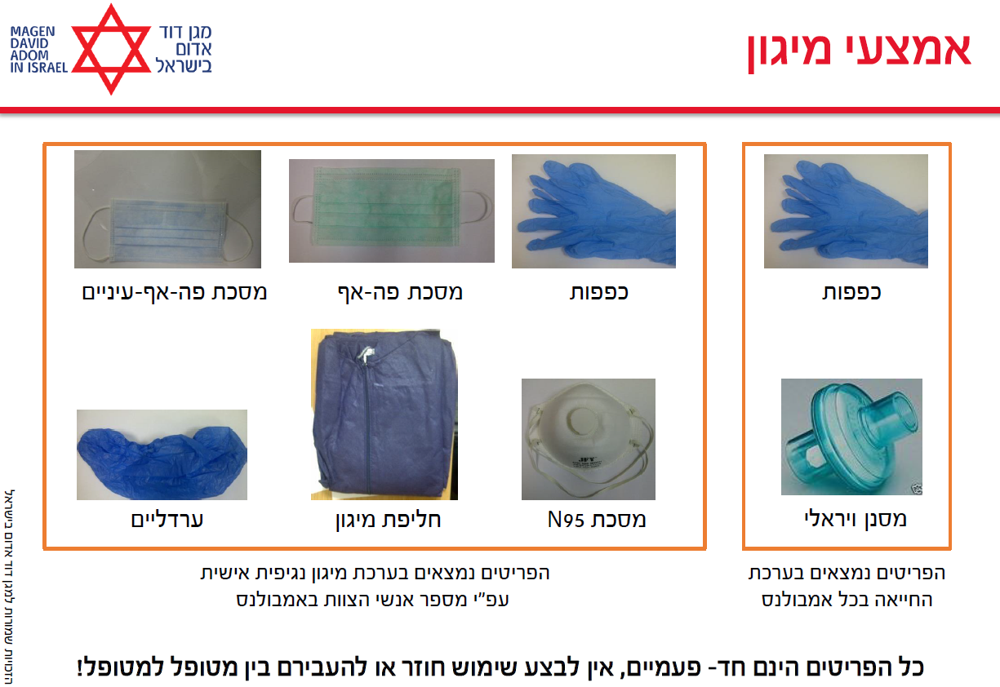 MAGEN
DAVID
ADOM
IN ISRAEL
מגן דוד
אדום
בישראל
אמצעי מיגון
כפפות
מסנן ויראלי
הפריטים נמצאים בערכת
החייאה בכל אמבולנס
כפפות
מסכת פה-אף
מסכת פה-אף-עיניים
מסכת N95
JFY
חליפת מיגון
ערדליים
הפריטים נמצאים בערכת מיגון נגיפית אישית
עפ"י מספר אנשי הצוות באמבולנס
כל הפריטים הינם חד- פעמיים, אין לבצע שימוש חוזר או להעבירם בין מטופל למטופל!
הזכויות שמורות למגן דוד אדום בישראל